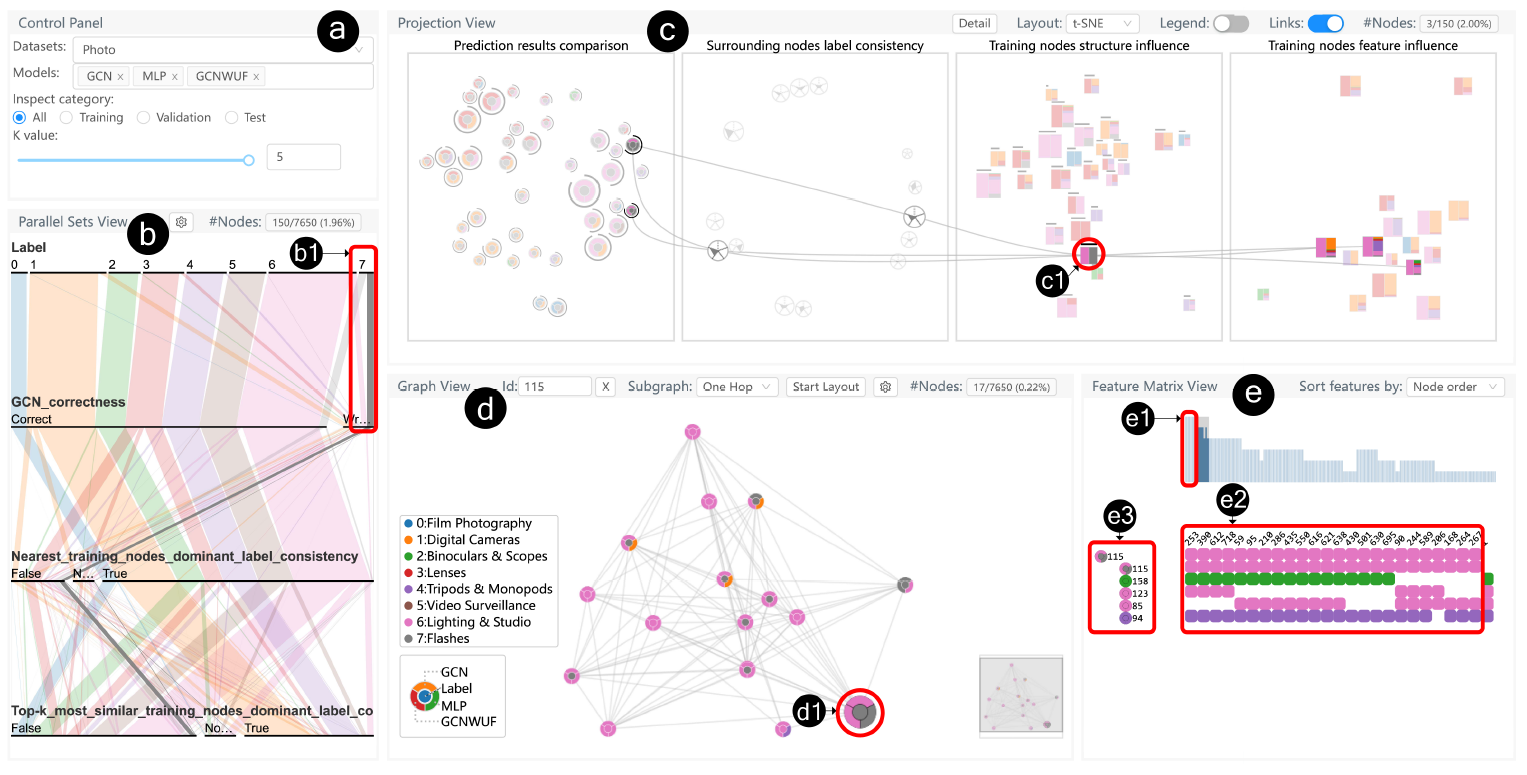 Control Panel
a
Datasets:
Photo
Models:
GCN x
MLP x
GCNWUF x
Inspect category:
All
Training
Validation
Test
K value:
5
Parallel Sets View
b
#Nodes:
150/7650 (1.96%)
Label
b1
0 1 2 3 4 5 6 7
GCN_correctness
Correct
Wr...
Nearest_training_nodes_dominant_label_consistency
False
N...
True
Top-k_most_similar_training_nodes_dominant_label_co
False
No...
True
Projection View
c
Detail
Layout:
t-SNE
Legend:
Links:
#Nodes:
3/150 (2.00%)
Prediction results comparison
Surrounding nodes label consistency
Training nodes structure influence
Training nodes feature influence
c1
Graph View
d
Id:
115
X
Subgraph:
One Hop
Start Layout
#Nodes:
17/7650 (0.22%)
0:Film Photography
1:Digital Cameras
2:Binoculars & Scopes
3:Lenses
4:Tripods & Monopods
5:Video Surveillance
6:Lighting & Studio
7:Flashes
GCN
Label
MLP
GCNWUF
d1
Feature Matrix View
e
Sort features by:
Node order
e1
e2
e3
253 390 612 718 59 95 210 286 435 550 616 621 638 430 501 630 695 90 244 589 206 168 264 267
115
115
158
123
85
94